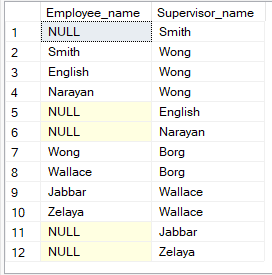 Employee_name Supervisor_name
1 NULL Smith
2 Smith Wong
3 English Wong
4 Narayan Wong
5 NULL English
6 NULL Narayan
7 Wong Borg
8 Wallace Borg
9 Jabbar Wallace
10 Zelaya Wallace
11 NULL Jabbar
12 NULL Zelaya